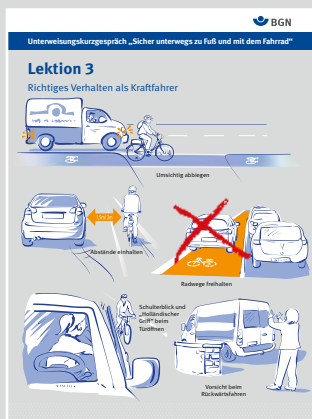 BGN
Unterweisungskurzgespräch „Sicher unterwegs zu Fuß und mit dem Fahrrad“
Lektion 3
Richtiges Verhalten als Kraftfahrer
Umsichtig abbiegen
Abstände einhalten
Radwege freihalten
Schulterblick und
„Holländischer
Griff“ beim
Türöffnen
Vorsicht beim
Rückwärtsfahren